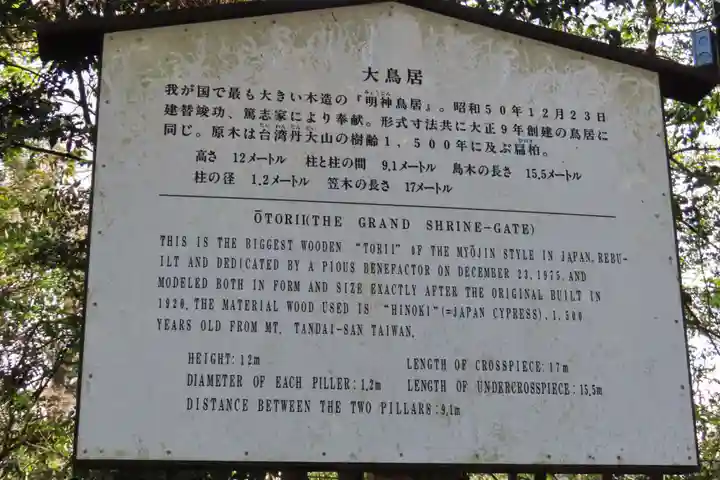 大鳥居
我が国で最も大きい木造の『明神鳥居』。昭和50年12月23日
建替竣功、篤志家により奉献。形式寸法共に大正9年創建の鳥居に
同じ。原木は台湾丹大山の樹齢1,500年に及ぶ扁柏。
高さ 12メートル 柱と柱の間 9.1メートル 島木の長さ 15.5メートル
柱の径 1.2メートル 笠木の長さ 17メートル
ŌTORII(THE GRAND SHRINE-GATE)
THIS IS THE BIGGEST WOODEN "TORII" OF THE MYŌJIN STYLE IN JAPAN. REBU-
ILT AND DEDICATED BY A PIOUS BENEFACTOR ON DECEMBER 23.1975.AND
MODELED BOTH IN FORM AND SIZE EXACTLY AFTER THE ORIGINAL BUILT IN
1920. THE MATERIAL WOOD USED IS "HINOKI"(=JAPAN CYPRESS). 1,500
YEARS OLD FROM MT. TANDAI-SAN TAIWAN.
HEIGHT: 12m LENGTH OF CROSSPIECE: 17m
DIAMETER OF EACH PILLER: 1.2m LENGTH OF UNDERCROSSPIECE: 15.5m
DISTANCE BETWEEN THE TWO PILLARS: 9.1m